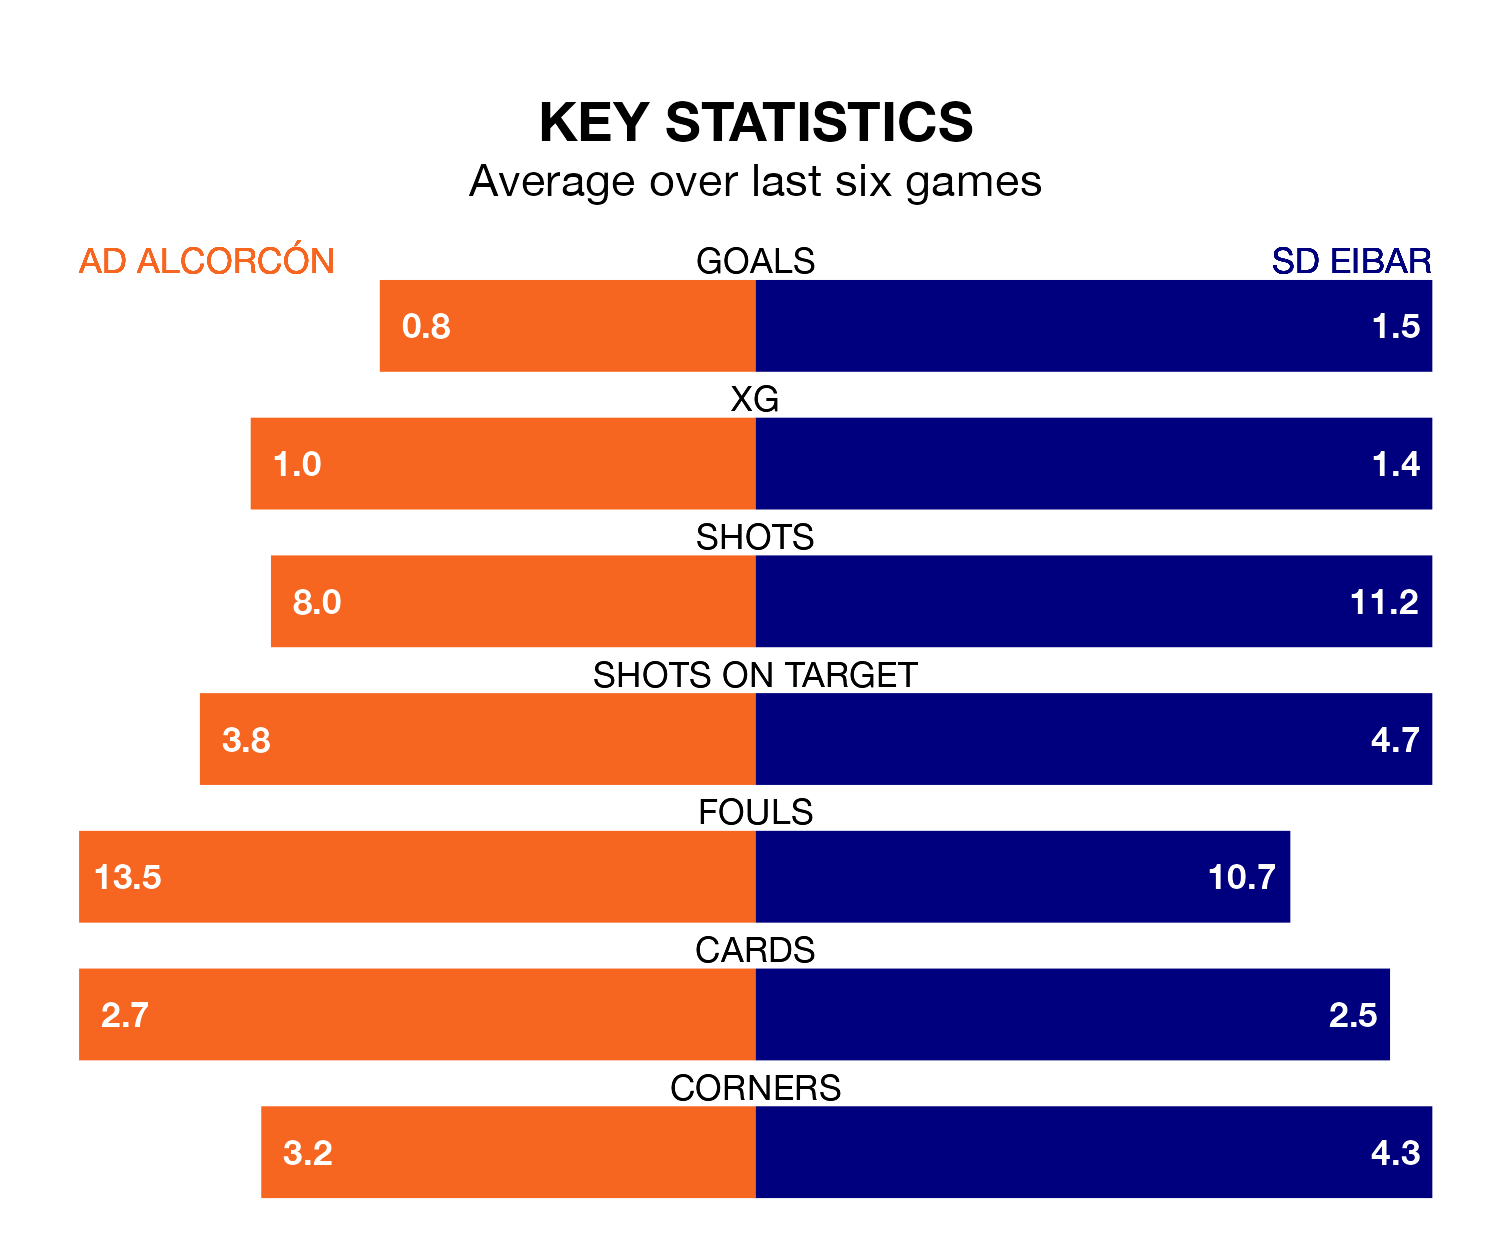 KEY STATISTICS
Average over last six games
AD ALCORCÓN GOALS SD EIBAR
0.8 1.5
XG
1.0 1.4
SHOTS
8.0 11.2
SHOTS ON TARGET
3.8 4.7
FOULS
13.5 10.7
CARDS
2.7 2.5
CORNERS
3.2 4.3